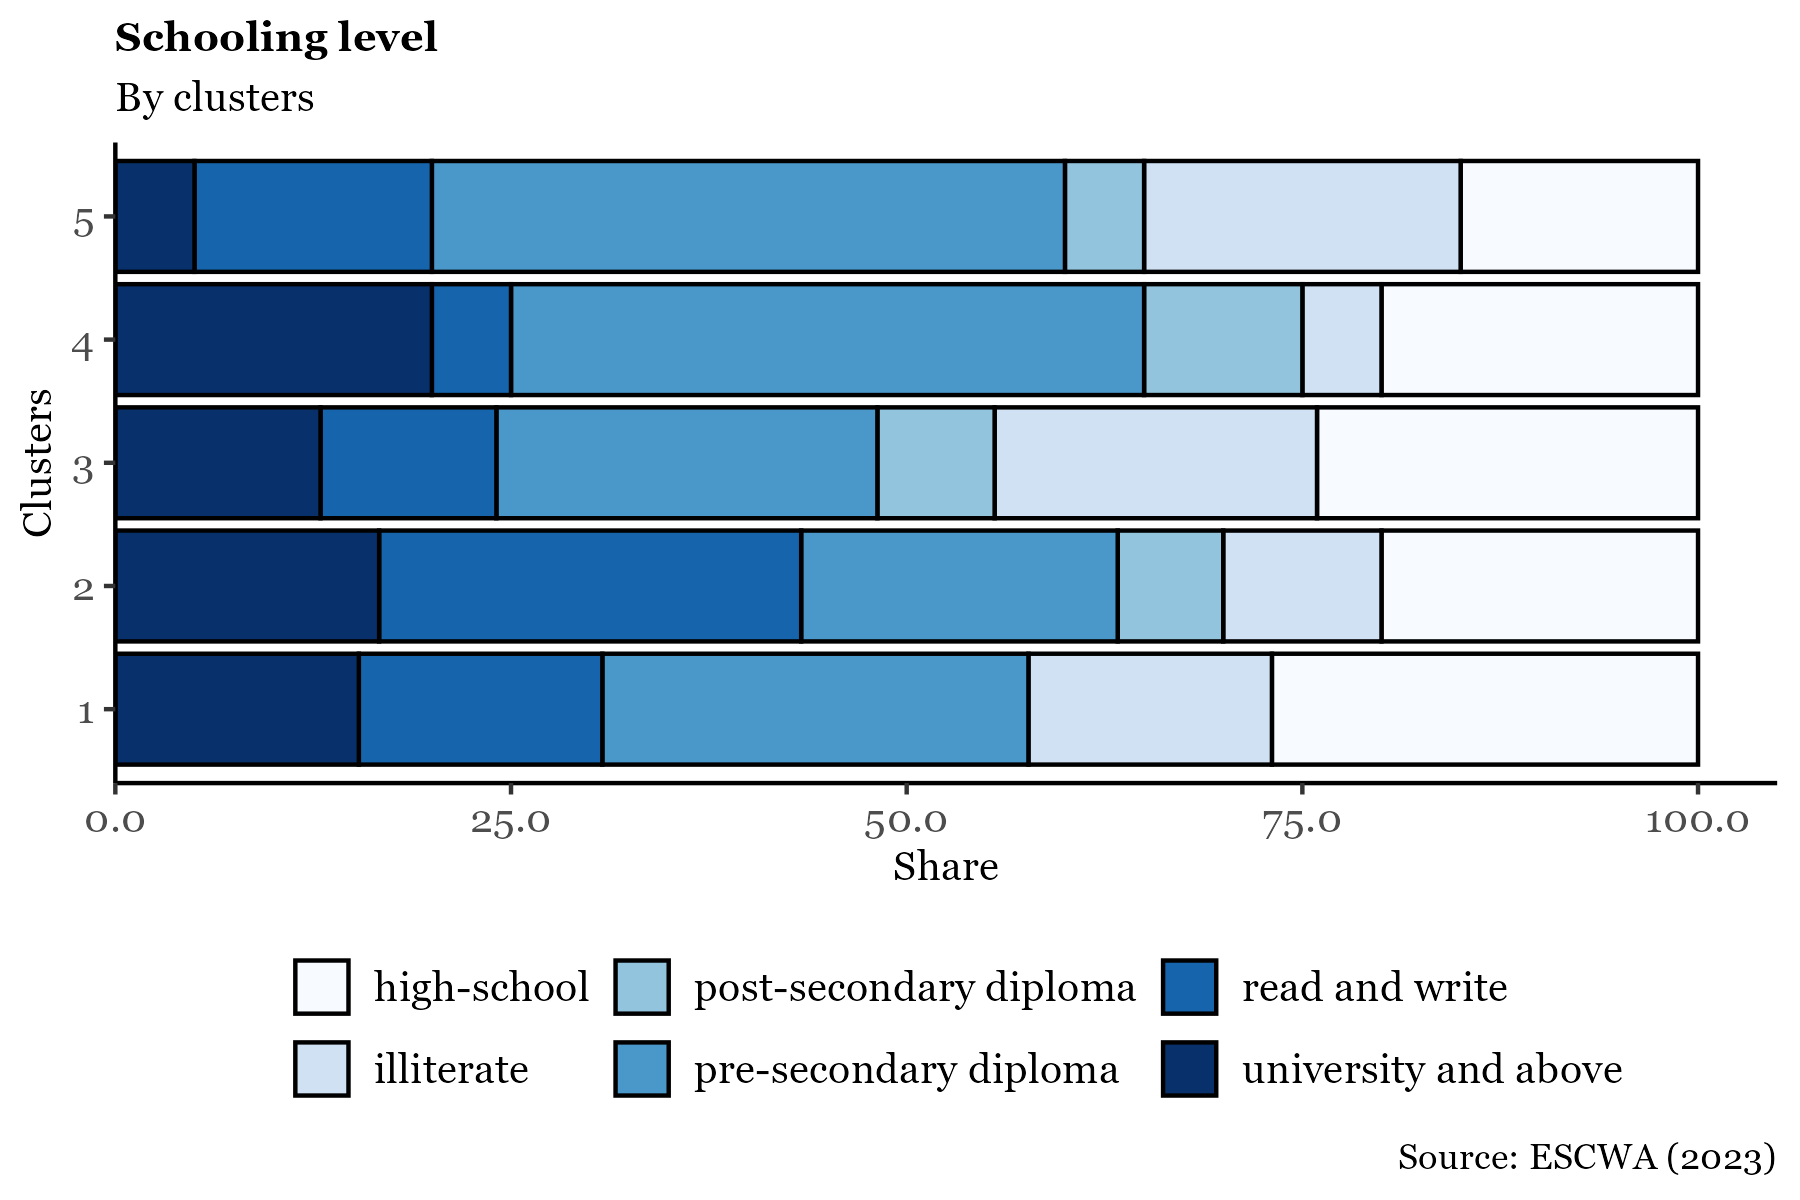 Schooling level
By clusters
5
4
3
2
1
Clusters
0.0 25.0 50.0 75.0 100.0
Share
high-school post-secondary diploma read and write
illiterate pre-secondary diploma university and above
Source: ESCWA (2023)